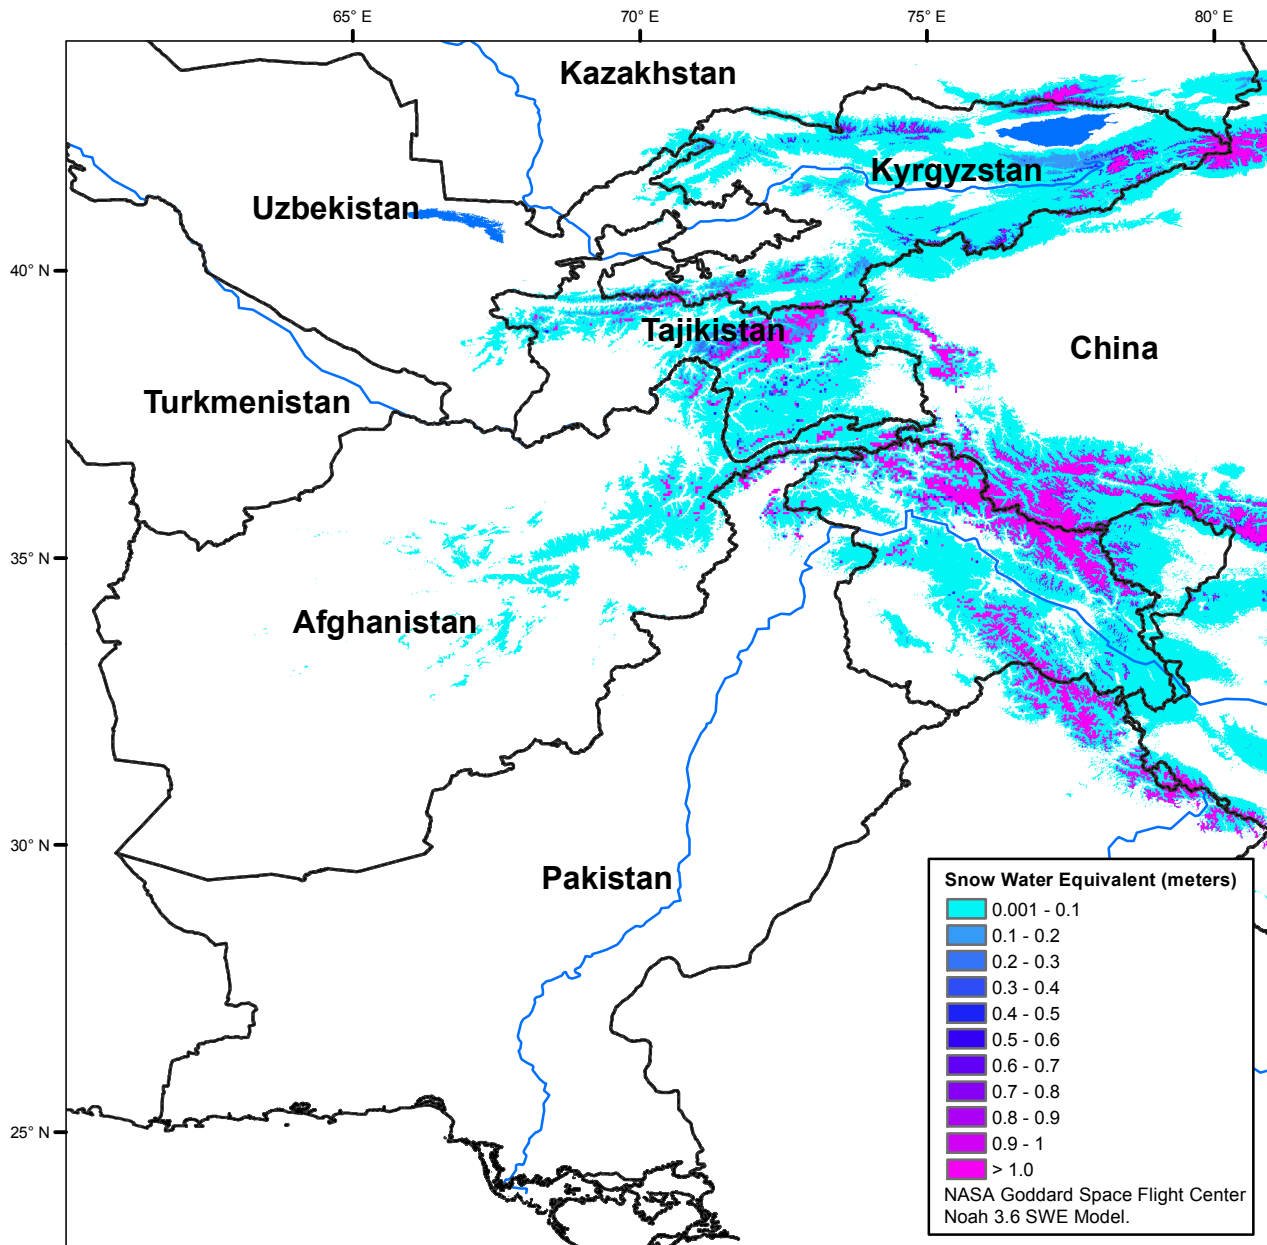 65° E
70° E
75° E
80° E
Kazakhstan
Kyrgyzstan
Uzbekistan
40° N
Tajikistan
China
Turkmenistan
35° N
Afghanistan
30° N
Pakistan
25° N
Snow Water Equivalent (meters)
0.001 - 0.1
0.1 - 0.2
0.2 - 0.3
0.3 - 0.4
0.4 - 0.5
0.5 - 0.6
0.6 - 0.7
0.7 - 0.8
0.8 - 0.9
0.9 - 1
> 1.0
NASA Goddard Space Flight Center
Noah 3.6 SWE Model.